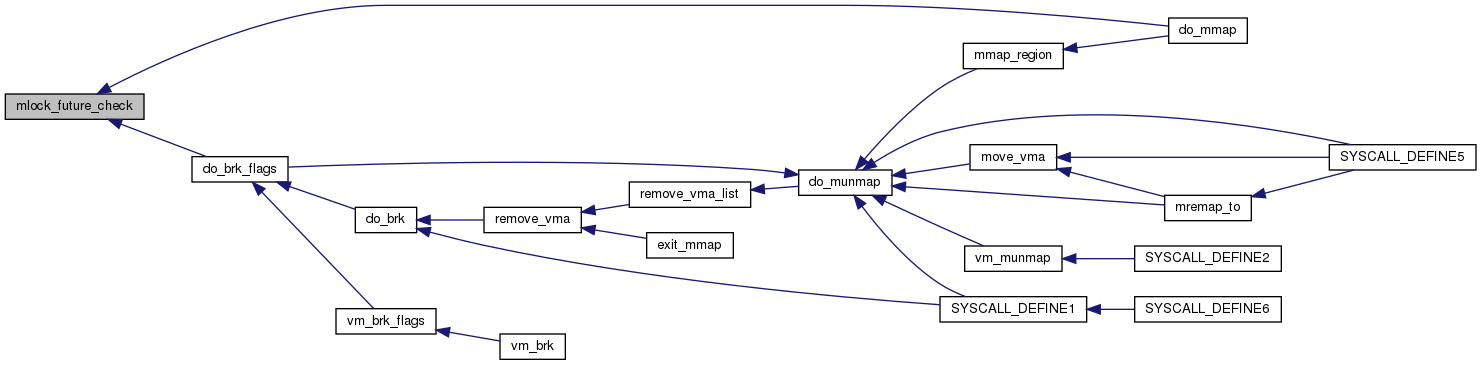 do_mmap
mmap_region
mlock_future_check
move_vma
SYSCALL_DEFINE5
do_brk_flags
do_munmap
remove_vma_list
mremap_to
do_brk
remove_vma
exit_mmap
vm_munmap
SYSCALL_DEFINE2
SYSCALL_DEFINE1
SYSCALL_DEFINE6
vm_brk_flags
vm_brk